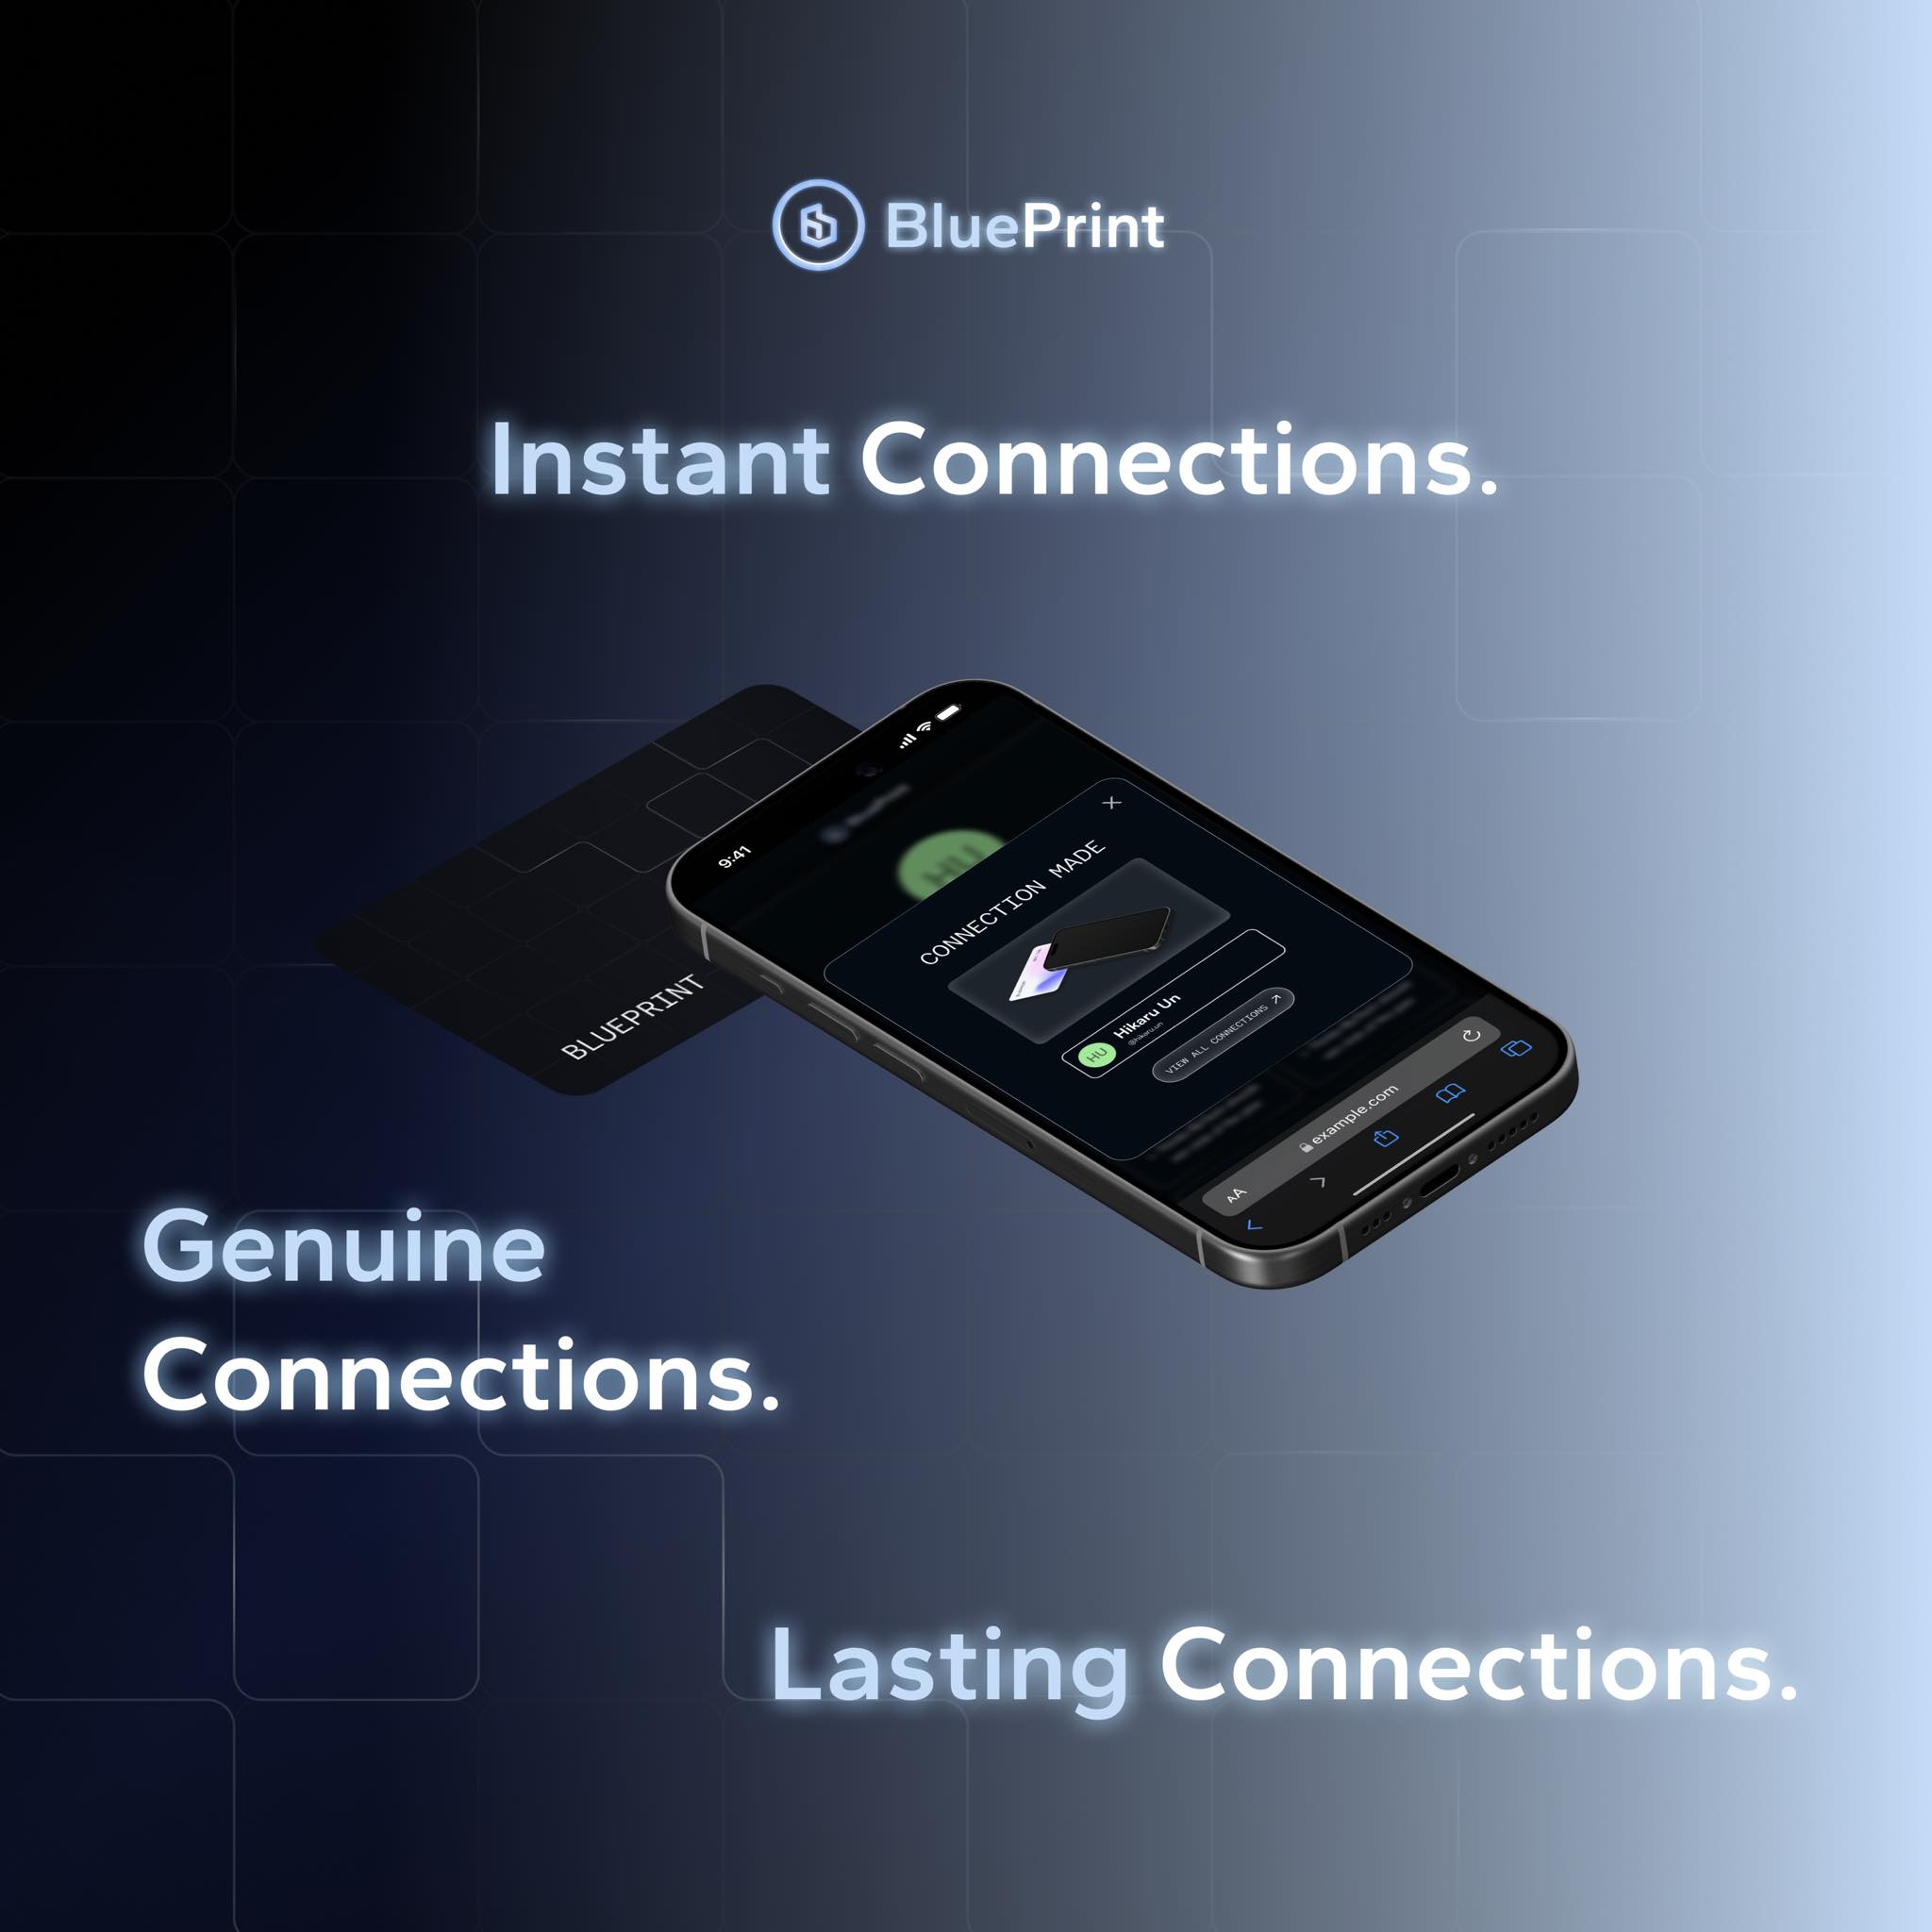 BluePrint
Instant Connections.
9:41
HU
CONNECTION MADE
HU
Hikaru Un
@hikaru.un
VIEW ALL CONNECTIONS
AA
example.com
BLUEPRINT
Genuine
Connections.
Lasting Connections.